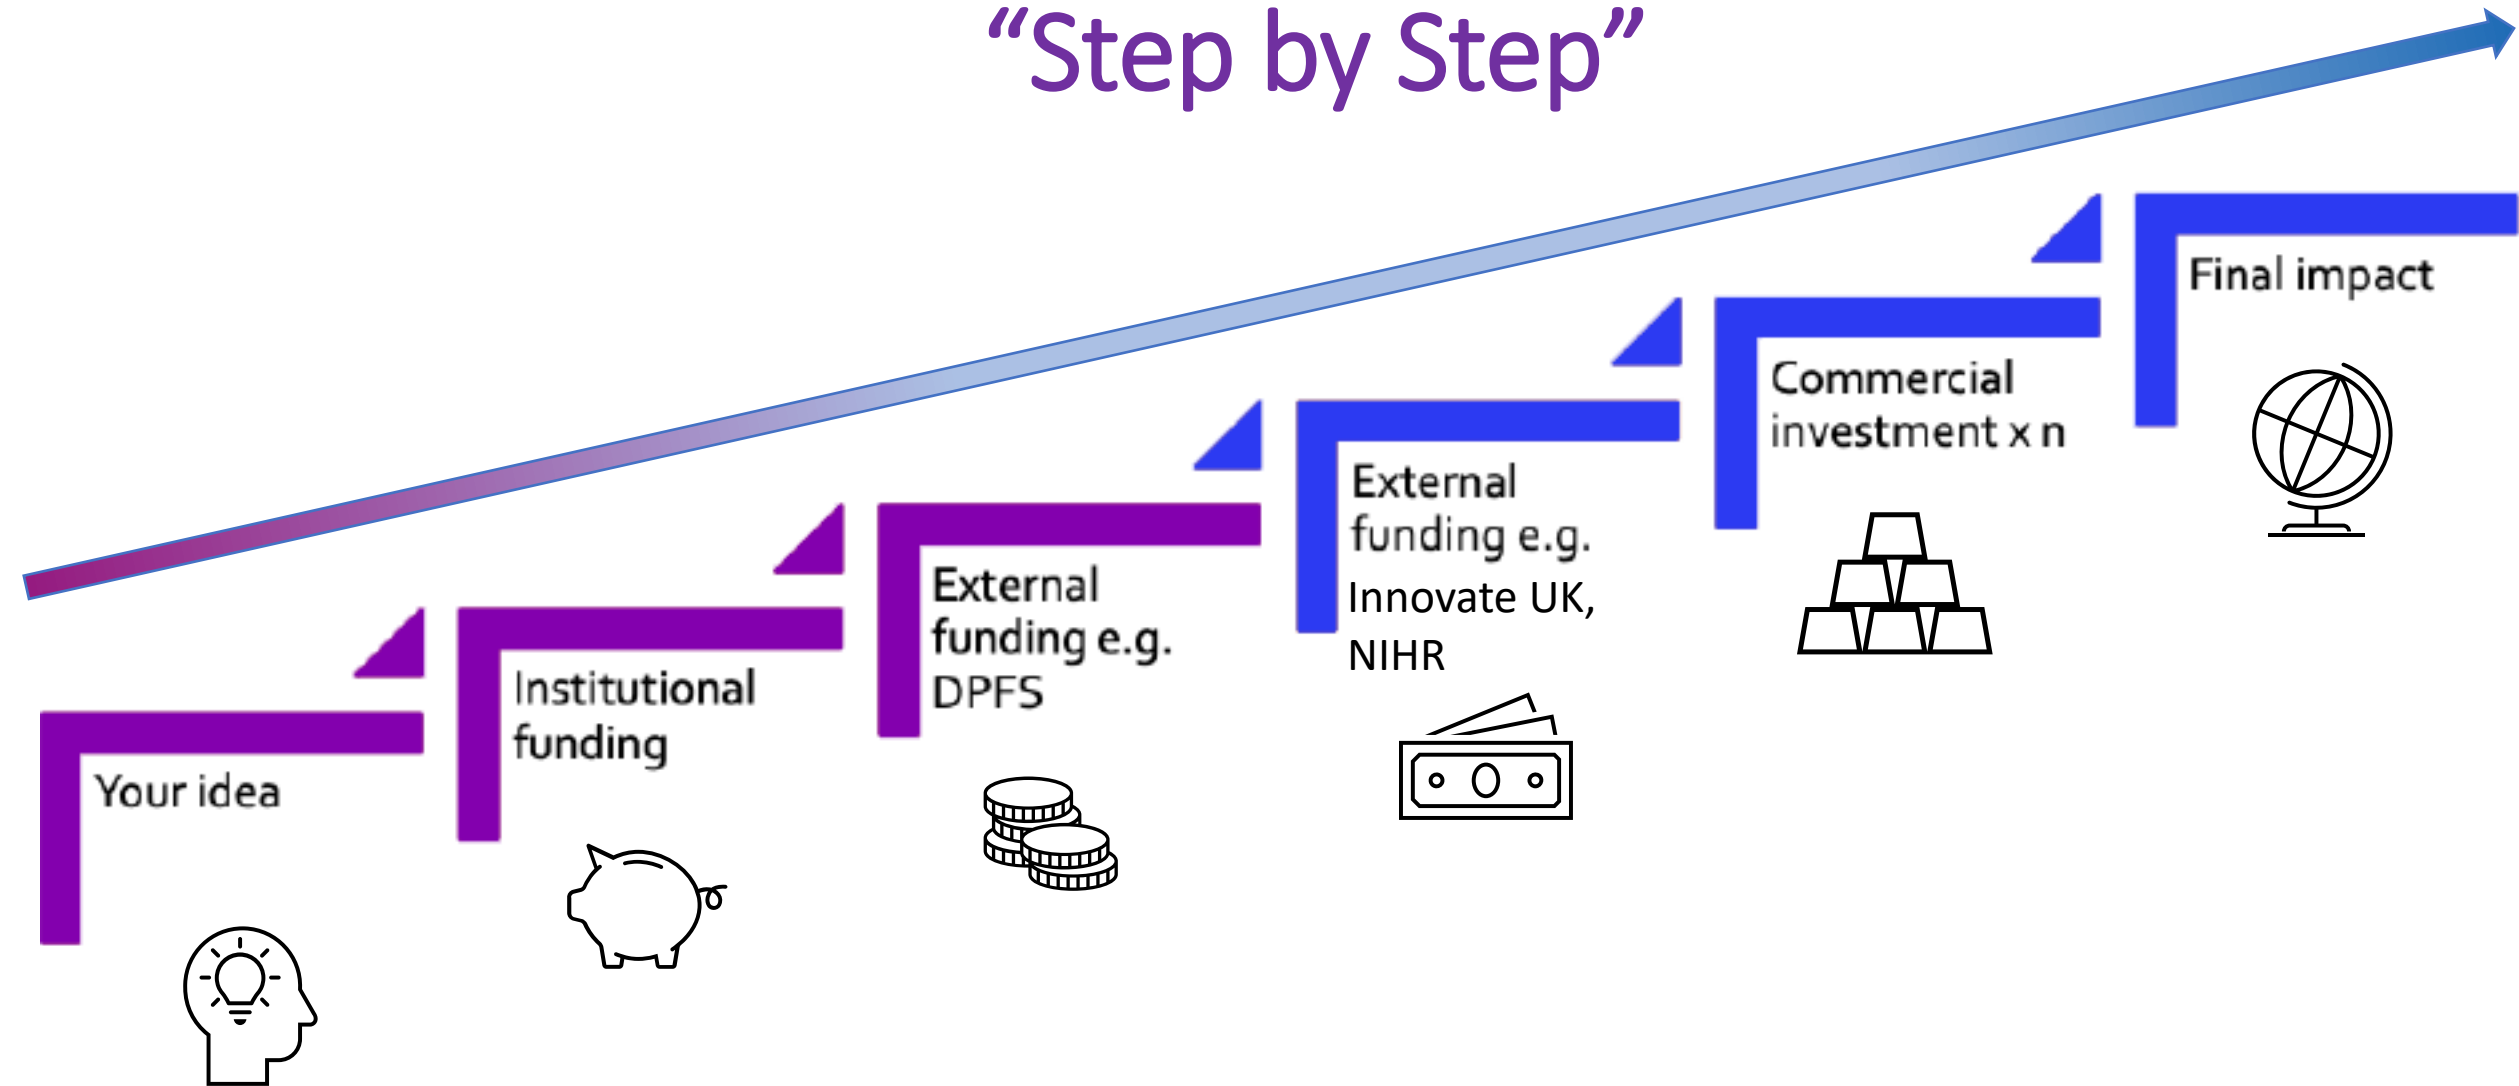 “Step by Step”
Your idea
Institutional
funding
External
funding e.g.
DPFS
External
funding e.g.
Innovate UK,
NIHR
Commercial
investment x n
Final impact